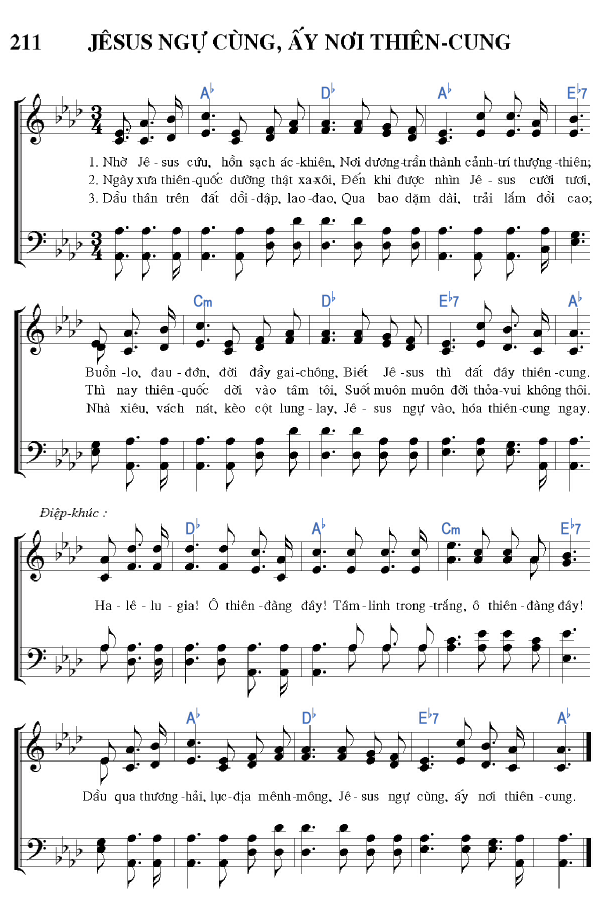 211 JÊSUS NGỰ CÙNG, ẤY NƠI THIÊN-CUNG
A♭ D♭ A♭ E♭7
3/4
1. Nhờ Jê-sus cứu, hồn sạch ác-khiên, Nơi dương-trần thành cảnh-trí thượng-thiên;
2. Ngày xưa thiên-quốc dường thật xa-xôi, Đến khi được nhìn Jê-sus cười tươi,
3. Dầu thân trên đất dồi-dập, lao-đao, Qua bao dặm dài, trải lắm đồi cao;
3/4
Cm D♭ E♭7 A♭
Buồn-lo, đau-đớn, đời đầy gai-chông, Biết Jê-sus thì đất đây thiên-cung.
Thì nay thiên-quốc dời vào tâm tôi, Suốt muôn muôn đời thỏa-vui không thôi.
Nhà xiêu, vách nát, kèo cột lung-lay, Jê-sus ngự vào, hóa thiên-cung ngay.
Điệp-khúc :
D♭ A♭ Cm E♭7
Ha-lê-lu-gia! Ô thiên-đàng đây! Tâm-linh trong-trắng, ô thiên-đàng đây!
A♭ D♭ E♭7 A♭
Dầu qua thương-hải, lục-địa mênh-mông, Jê-sus ngự cùng, ấy nơi thiên-cung.